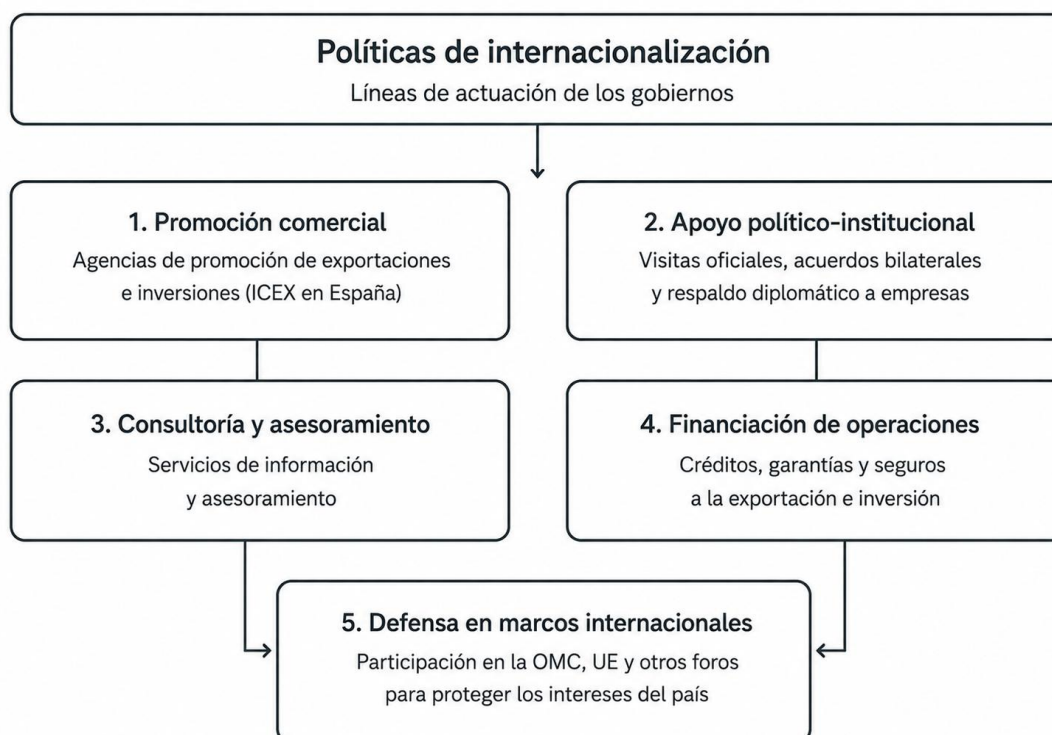 Políticas de internacionalización
Líneas de actuación de los gobiernos
1. Promoción comercial
Agencias de promoción de exportaciones
e inversiones (ICEX en España)
2. Apoyo político-institucional
Visitas oficiales, acuerdos bilaterales
y respaldo diplomático a empresas
3. Consultoría y asesoramiento
Servicios de información
y asesoramiento
4. Financiación de operaciones
Créditos, garantías y seguros
a la exportación e inversión
5. Defensa en marcos internacionales
Participación en la OMC, UE y otros foros
para proteger los intereses del país